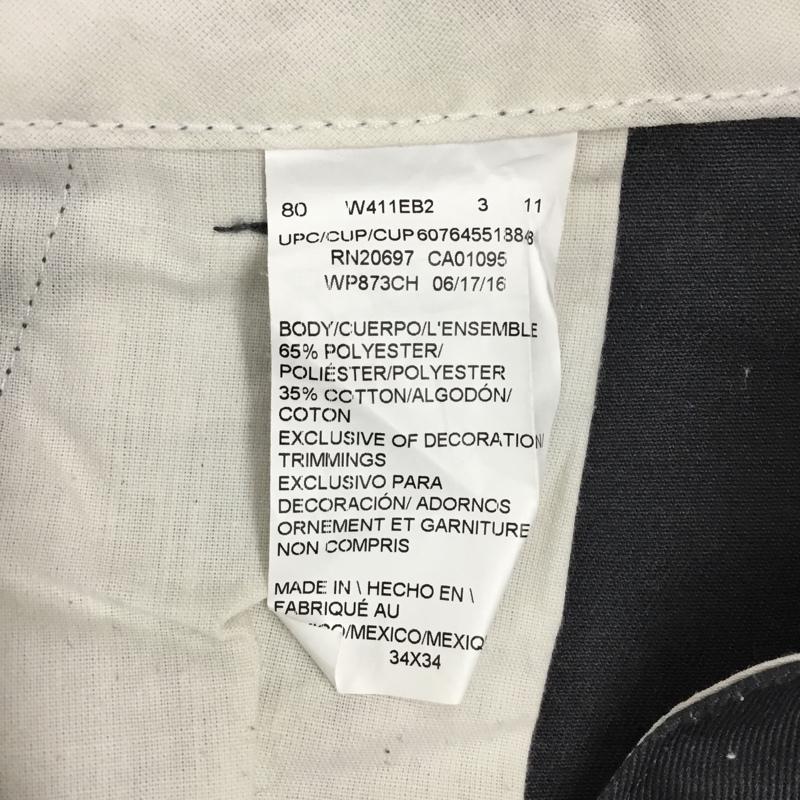 80 W411EB2 3 11
UPC/CUP/CUP 607645518848
RN20697 CA01095
WP873CH 06/17/16
BODY/CUERPO/L'ENSEMBLE
65% POLYESTER/
POLIÉSTER/POLYESTER
35% COTTON/ALGODÓN/
COTON
EXCLUSIVE OF DECORATION/
TRIMMINGS
EXCLUSIVO PARA
DECORACIÓN/ ADORNOS
ORNEMENT ET GARNITURE
NON COMPRIS
MADE IN \ HECHO EN \
FABRIQUÉ AU
/MEXICO/MEXIQ
34X34